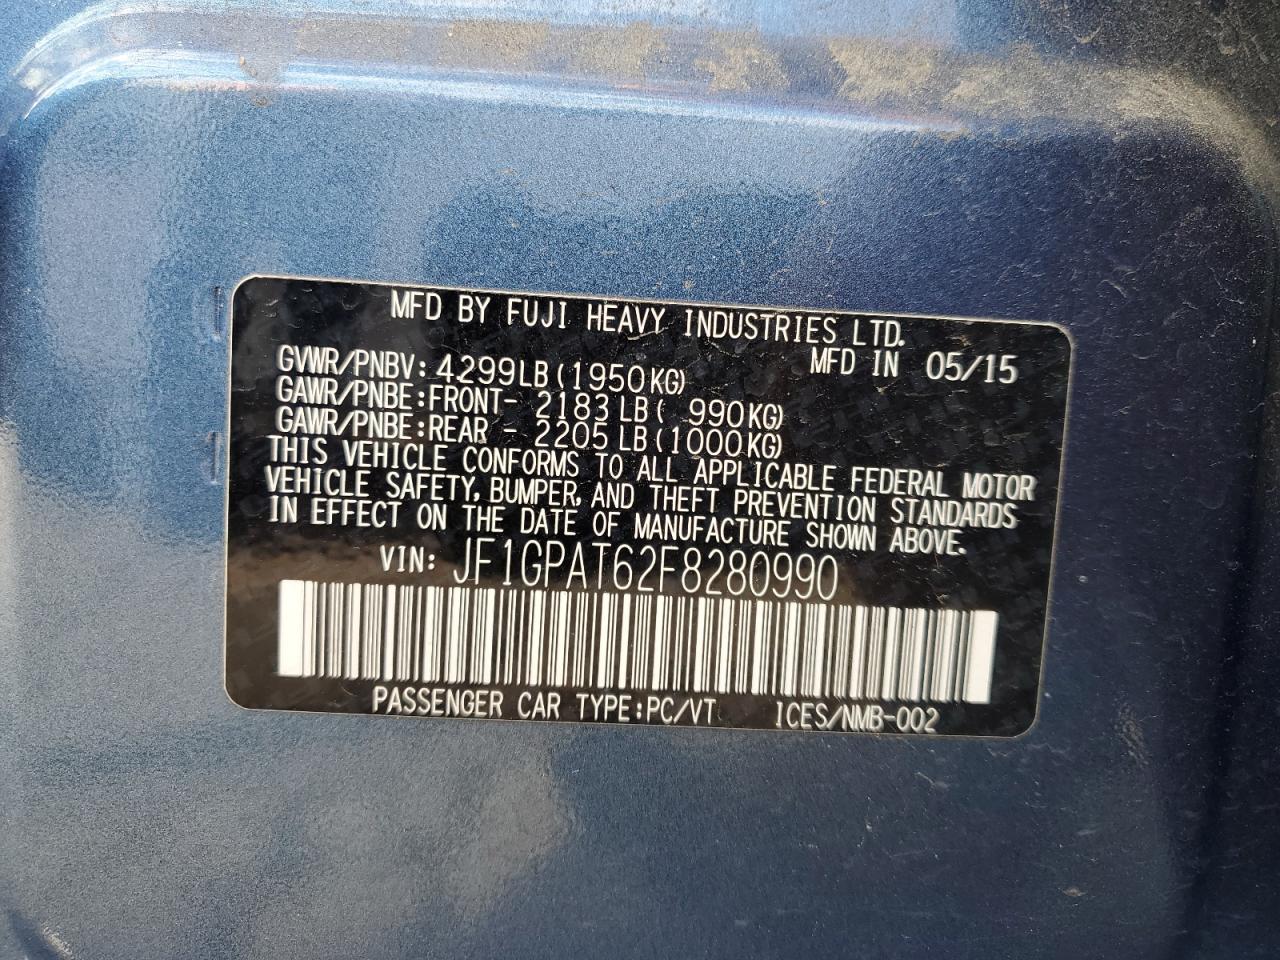 MFD BY FUJI HEAVY INDUSTRIES LTD.
GVWR/PNBV: 4299LB (1950KG) MFD IN 05/15
GAWR/PNBE:FRONT- 2183 LB ( 990KG)
GAWR/PNBE:REAR - 2205 LB (1000KG)
THIS VEHICLE CONFORMS TO ALL APPLICABLE FEDERAL MOTOR
VEHICLE SAFETY, BUMPER, AND THEFT PREVENTION STANDARDS
IN EFFECT ON THE DATE OF MANUFACTURE SHOWN ABOVE.
VIN: JF1GPAT62F8280990
PASSENGER CAR TYPE:PC/VT ICES/NMB-002